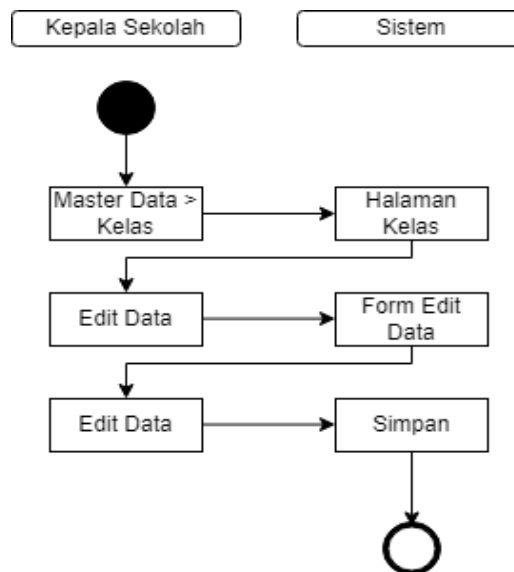 Kepala Sekolah
Sistem
Master Data >
Kelas
Halaman
Kelas
Edit Data
Form Edit
Data
Edit Data
Simpan